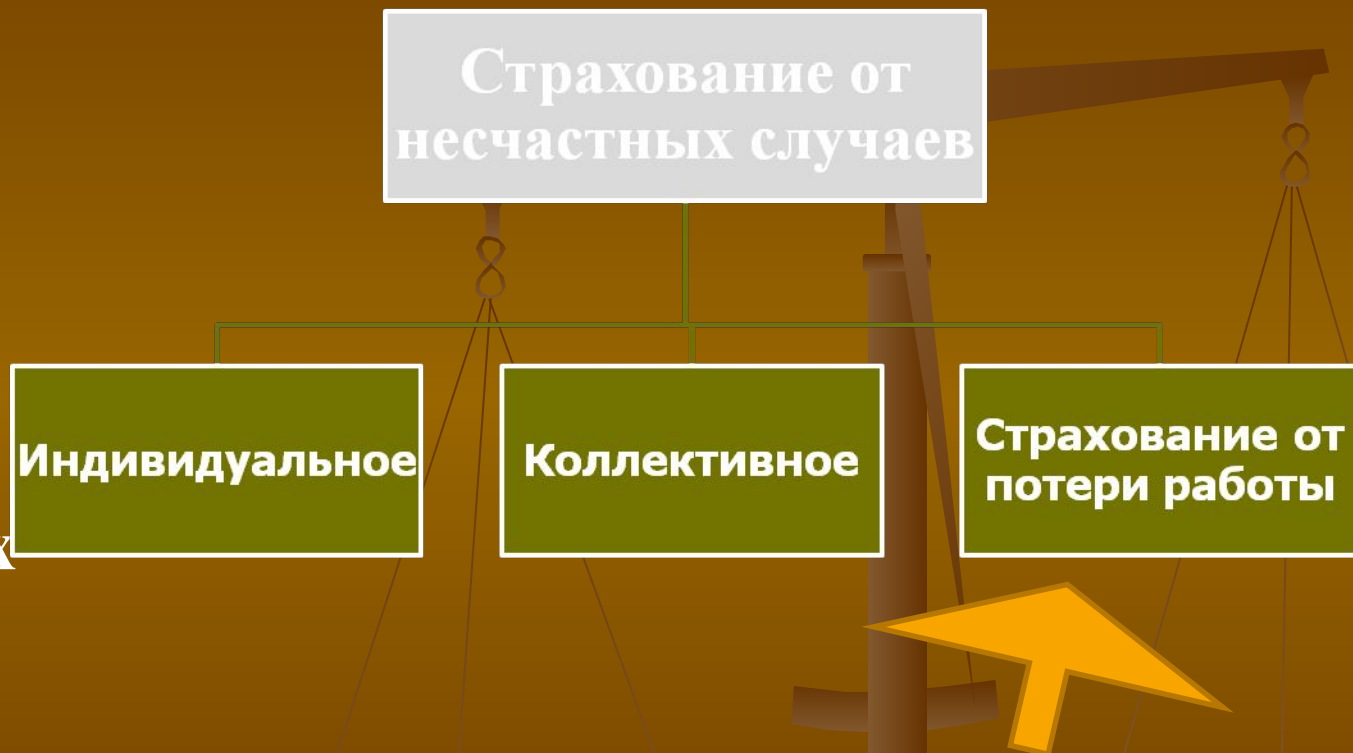 Страхование от
несчастных случаев
Индивидуальное
Коллективное
Страхование от
потери работы
х